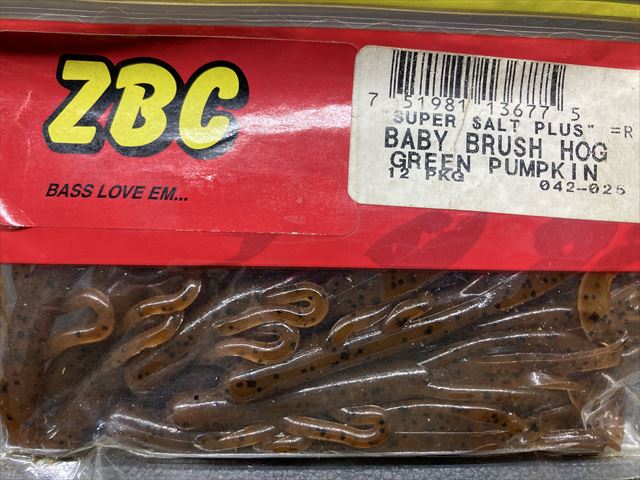 ZBC
BASS LOVE EM...
7 51981 13677 5
"SUPER $ALT PLUS" =R
BABY BRUSH HOG
GREEN PUMPKIN
12 PKG 042-025